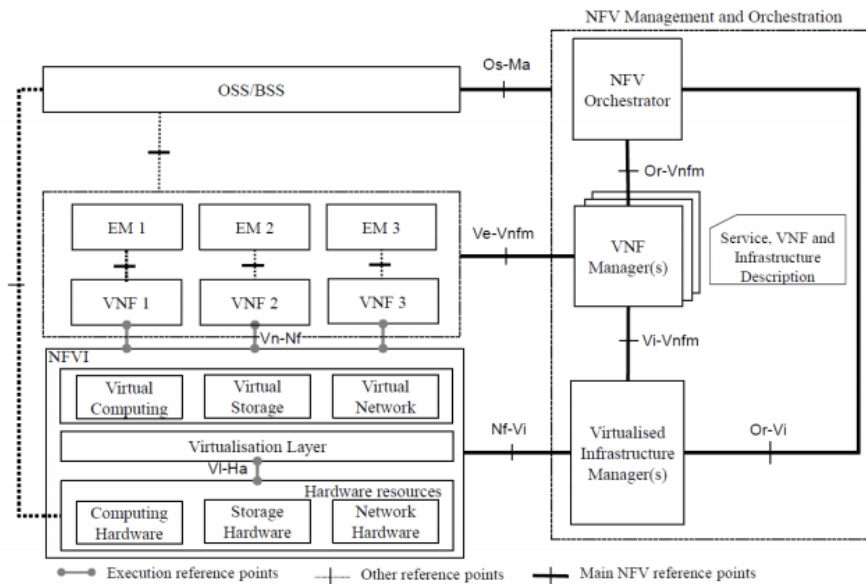 NFV Management and Orchestration
Os-Ma
OSS/BSS
NFV
Orchestrator
Or-Vnfm
EM 1
EM 2
EM 3
Ve-Vnfm
VNF
Manager(s)
Service, VNF and
Infrastructure
Description
VNF 1
VNF 2
VNF 3
Vn-Nf
Vi-Vnfm
NFVI
Virtual
Computing
Virtual
Storage
Virtual
Network
Nf-Vi
Virtualised
Infrastructure
Manager(s)
Or-Vi
Virtualisation Layer
Vl-Ha
Hardware resources
Computing
Hardware
Storage
Hardware
Network
Hardware
Execution reference points
Other reference points
Main NFV reference points